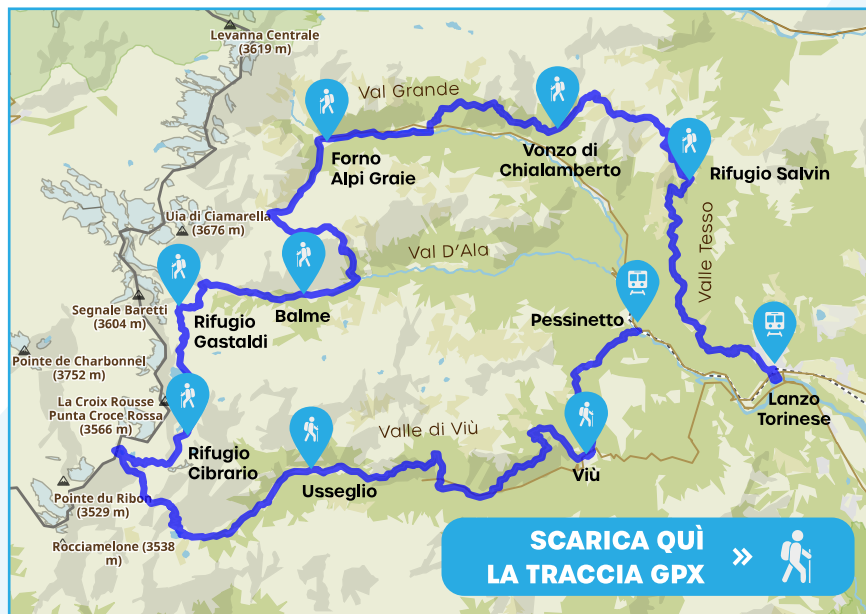 Levanna Centrale
(3619 m)
Val Grande
Forno
Alpi Graie
Vonzo di
Chialamberto
Rifugio Salvin
Uia di Ciamarella
(3676 m)
Val D'Ala
Valle Tesso
Segnale Baretti
(3604 m)
Rifugio
Gastaldi
Balme
Pessinetto
Pointe de Charbonnel
(3752 m)
La Croix Rousse
Punta Croce Rossa
(3566 m)
Lanzo
Torinese
Valle di Viù
Rifugio
Cibrario
Usseglio
Viù
Pointe du Ribon
(3529 m)
Rocciamelone (3538
m)
SCARICA QUÌ
LA TRACCIA GPX
»